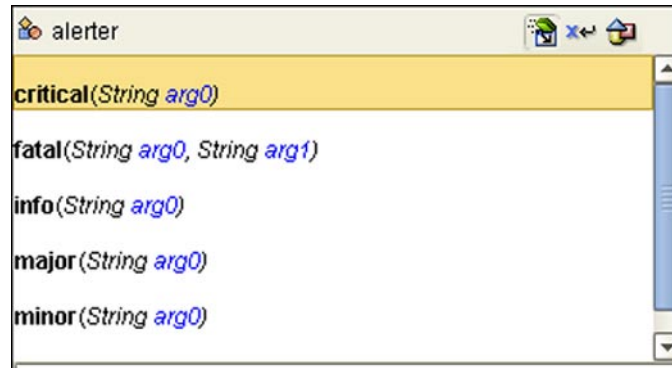 alerter
critical(String arg0)
fatal(String arg0, String arg1)
info(String arg0)
major(String arg0)
minor(String arg0)